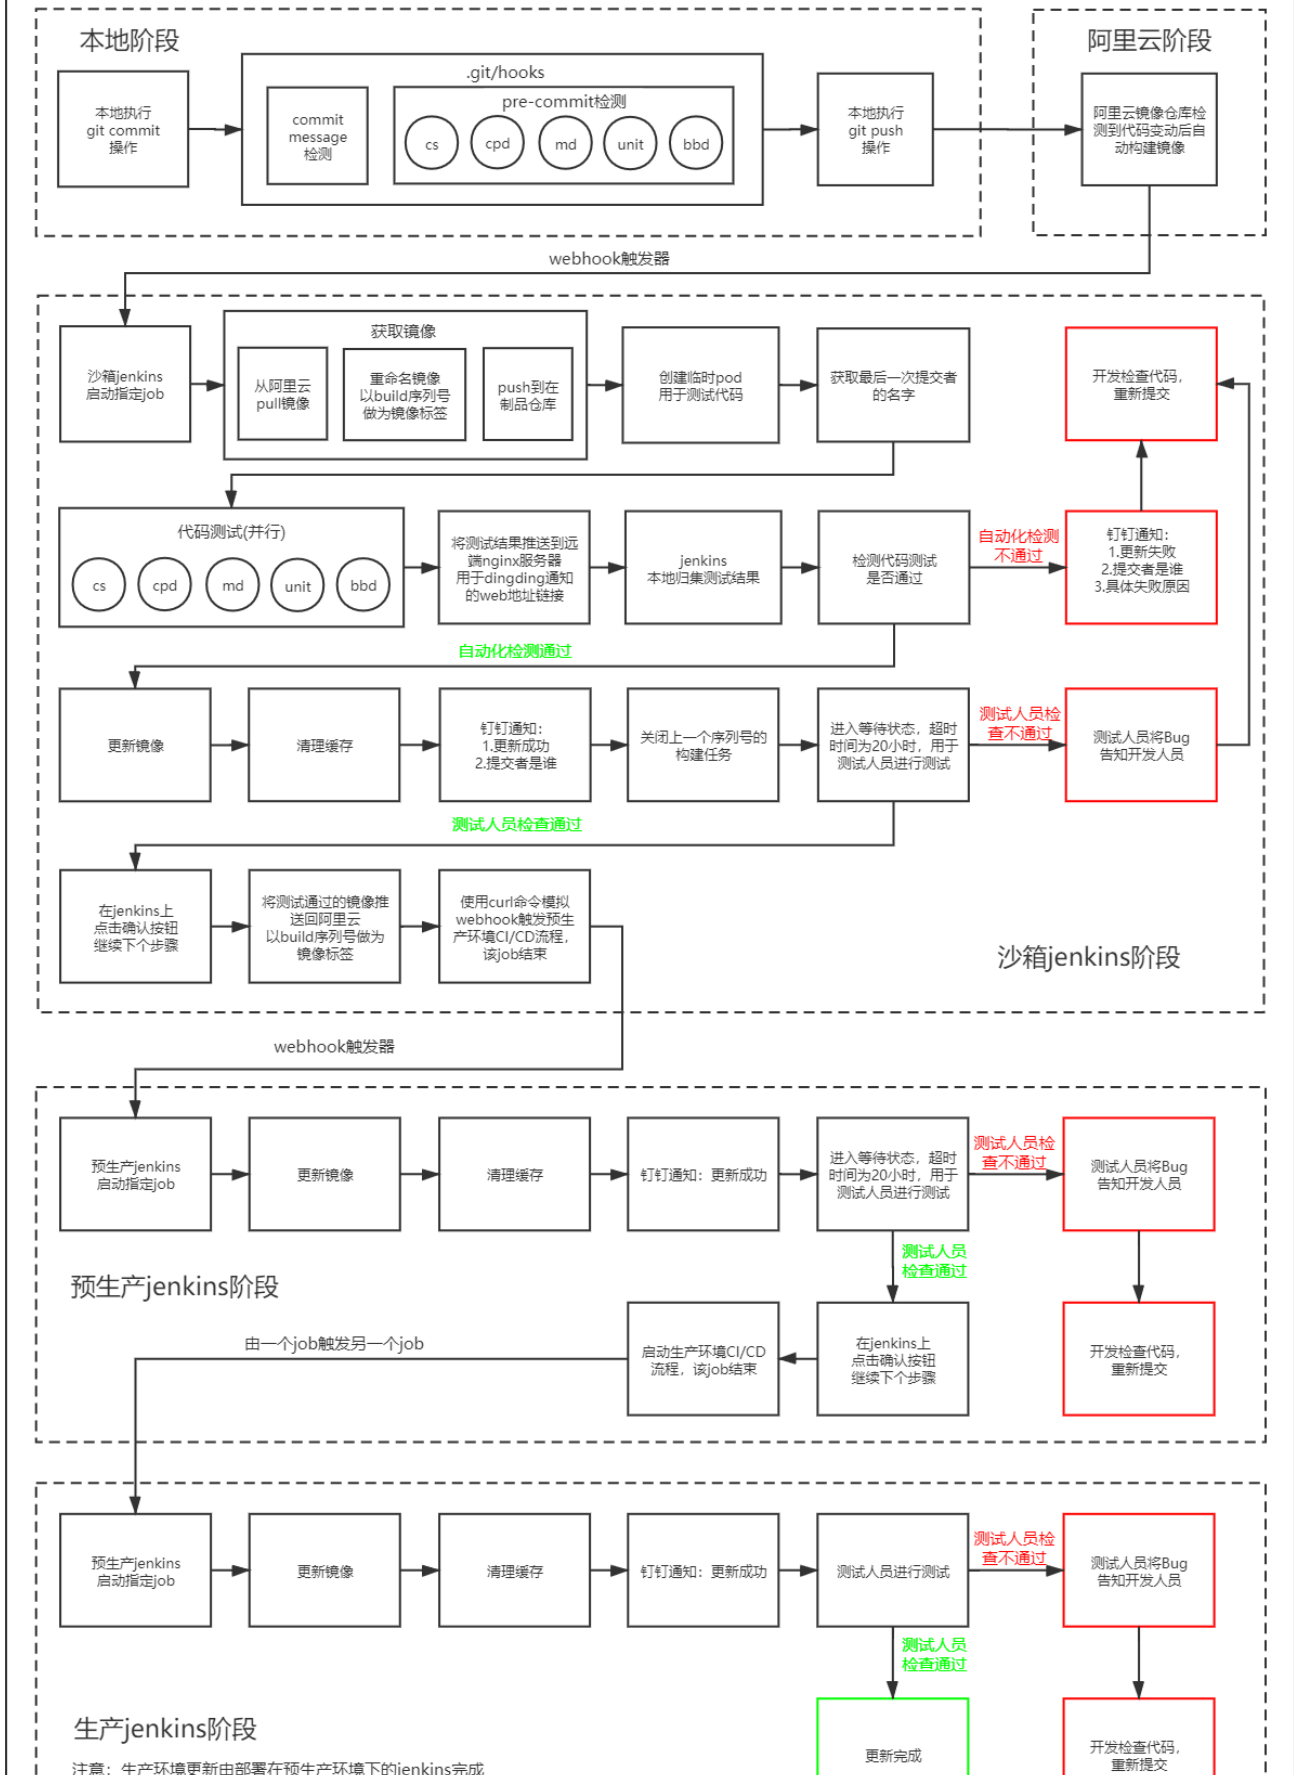 本地阶段
阿里云阶段
本地执行
git commit
操作
.git/hooks
commit
message
检测
pre-commit检测
cs
cpd
md
unit
bbd
本地执行
git push
操作
阿里云镜像仓库检
测到代码变动后自
动构建镜像
webhook触发器
沙箱jenkins
启动指定job
获取镜像
从阿里云
pull镜像
重命名镜像
以build序列号
做为镜像标签
push到在
制品仓库
创建临时pod
用于测试代码
获取最后一次提交者
的名字
开发检查代码，
重新提交
代码测试(并行)
cs
cpd
md
unit
bbd
将测试结果推送到远
端nginx服务器
用于dingding通知
的web地址链接
jenkins
本地归集测试结果
检测代码测试
是否通过
自动化检测
不通过
钉钉通知：
1.更新失败
2.提交者是谁
3.具体失败原因
自动化检测通过
更新镜像
清理缓存
钉钉通知：
1.更新成功
2.提交者是谁
关闭上一个序列号的
构建任务
进入等待状态，超时
时间为20小时，用于
测试人员进行测试
测试人员检
查不通过
测试人员将Bug
告知开发人员
测试人员检查通过
在jenkins上
点击确认按钮
继续下个步骤
将测试通过的镜像推
送回阿里云
以build序列号做为
镜像标签
使用curl命令模拟
webhook触发预生
产环境CI/CD流程，
该job结束
沙箱jenkins阶段
webhook触发器
预生产jenkins
启动指定job
更新镜像
清理缓存
钉钉通知：更新成功
进入等待状态，超时
时间为20小时，用于
测试人员进行测试
测试人员检
查不通过
测试人员将Bug
告知开发人员
测试人员
检查通过
预生产jenkins阶段
由一个job触发另一个job
启动生产环境CI/CD
流程，该job结束
在jenkins上
点击确认按钮
继续下个步骤
开发检查代码，
重新提交
预生产jenkins
启动指定job
更新镜像
清理缓存
钉钉通知：更新成功
测试人员进行测试
测试人员检
查不通过
测试人员将Bug
告知开发人员
测试人员
检查通过
生产jenkins阶段
更新完成
开发检查代码，
重新提交
注意：生产环境更新由部署在预生产环境下的jenkins完成